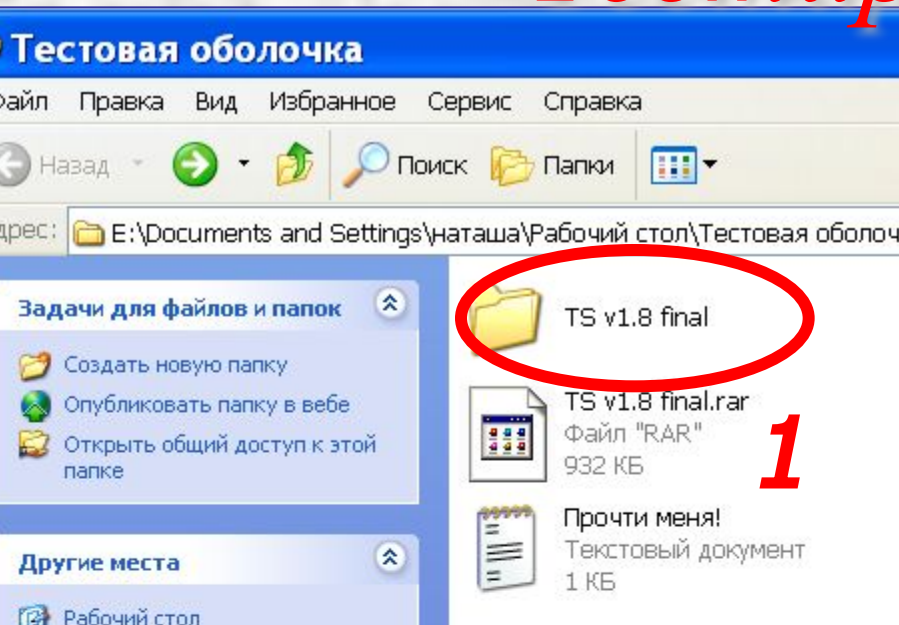 Тестовая оболочка
Файл Правка Вид Избранное Сервис Справка
Назад Поиск Папки
E:\Documents and Settings\наташа\Рабочий стол\Тестовая оболоч
Задачи для файлов и папок
Создать новую папку
Опубликовать папку в вебе
Открыть общий доступ к этой
папке
Другие места
Рабочий стол
TS v1.8 final
TS v1.8 final.rar
Файл "RAR"
932 КБ
1
Прочти меня!
Текстовый документ
1 КБ